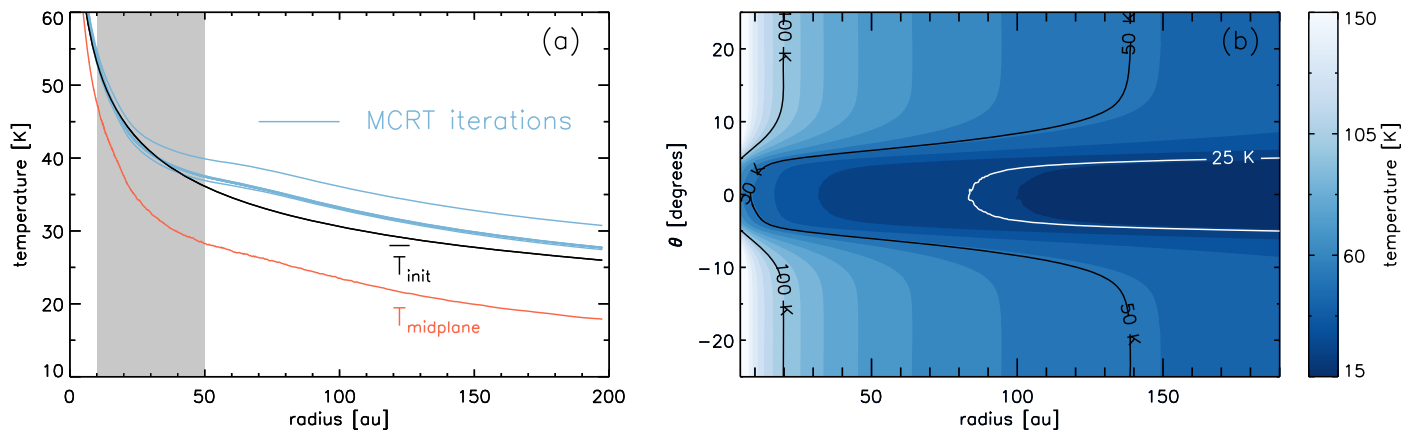 (a)
MCRT iterations
T̅init
Tmidplane
temperature [K]
60
50
40
30
20
10
0
50
100
150
200
radius [au]
(b)
100 K
50 K
50 K
25 K
100 K
50 K
θ [degrees]
20
10
0
−10
−20
50
100
150
radius [au]
150
105
60
15
temperature [K]